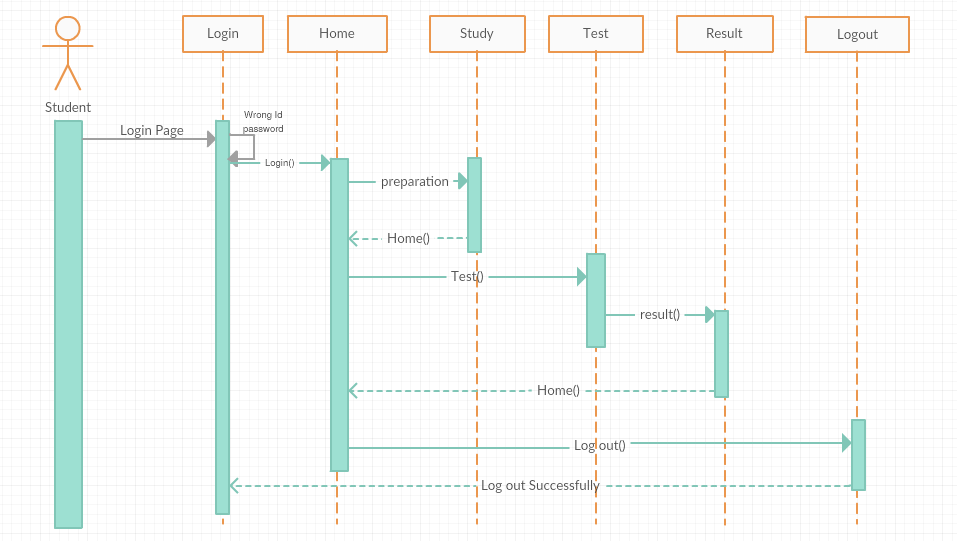 Login
Home
Study
Test
Result
Logout
Student
Wrong Id
password
Login Page
Login()
preparation
Home()
Test()
result()
Home()
Log out()
Log out Successfully